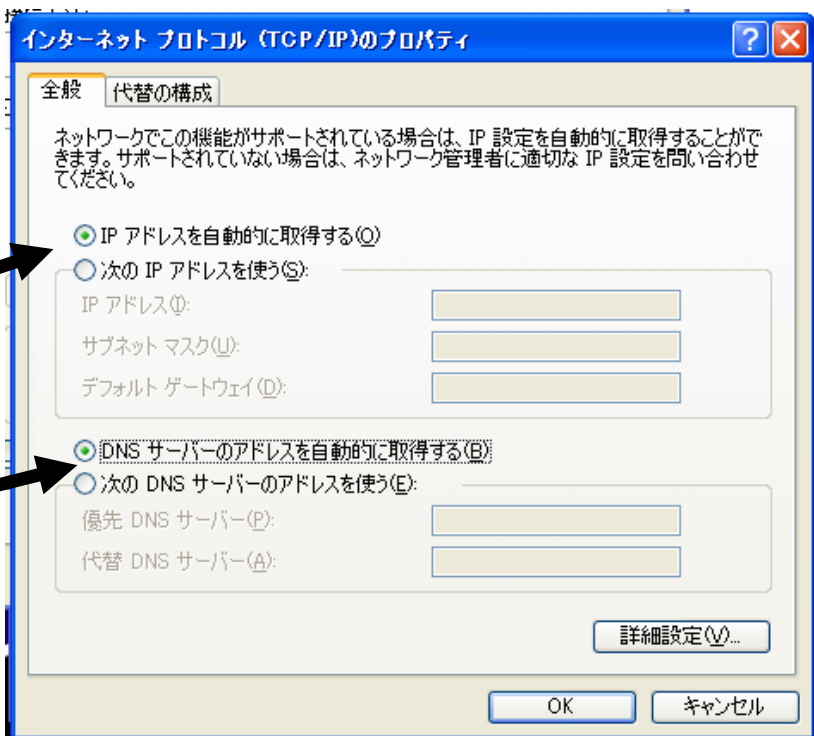 インターネット プロトコル (TCP/IP)のプロパティ
全般
代替の構成
ネットワークでこの機能がサポートされている場合は、IP 設定を自動的に取得することがで
きます。サポートされていない場合は、ネットワーク管理者に適切な IP 設定を問い合わせ
てください。
IP アドレスを自動的に取得する(O)
次の IP アドレスを使う(S):
IP アドレス(I):
サブネット マスク(U):
デフォルト ゲートウェイ(D):
DNS サーバーのアドレスを自動的に取得する(B)
次の DNS サーバーのアドレスを使う(E):
優先 DNS サーバー(P):
代替 DNS サーバー(A):
詳細設定(V)...
OK
キャンセル